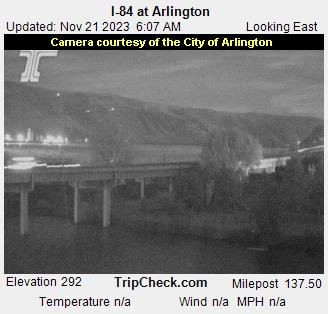 I-84 at Arlington
Updated: Nov 21 2023 6:07 AM Looking East
Camera courtesy of the City of Arlington
Elevation 292 TripCheck.com Milepost 137.50
Temperature n/a Wind n/a MPH n/a